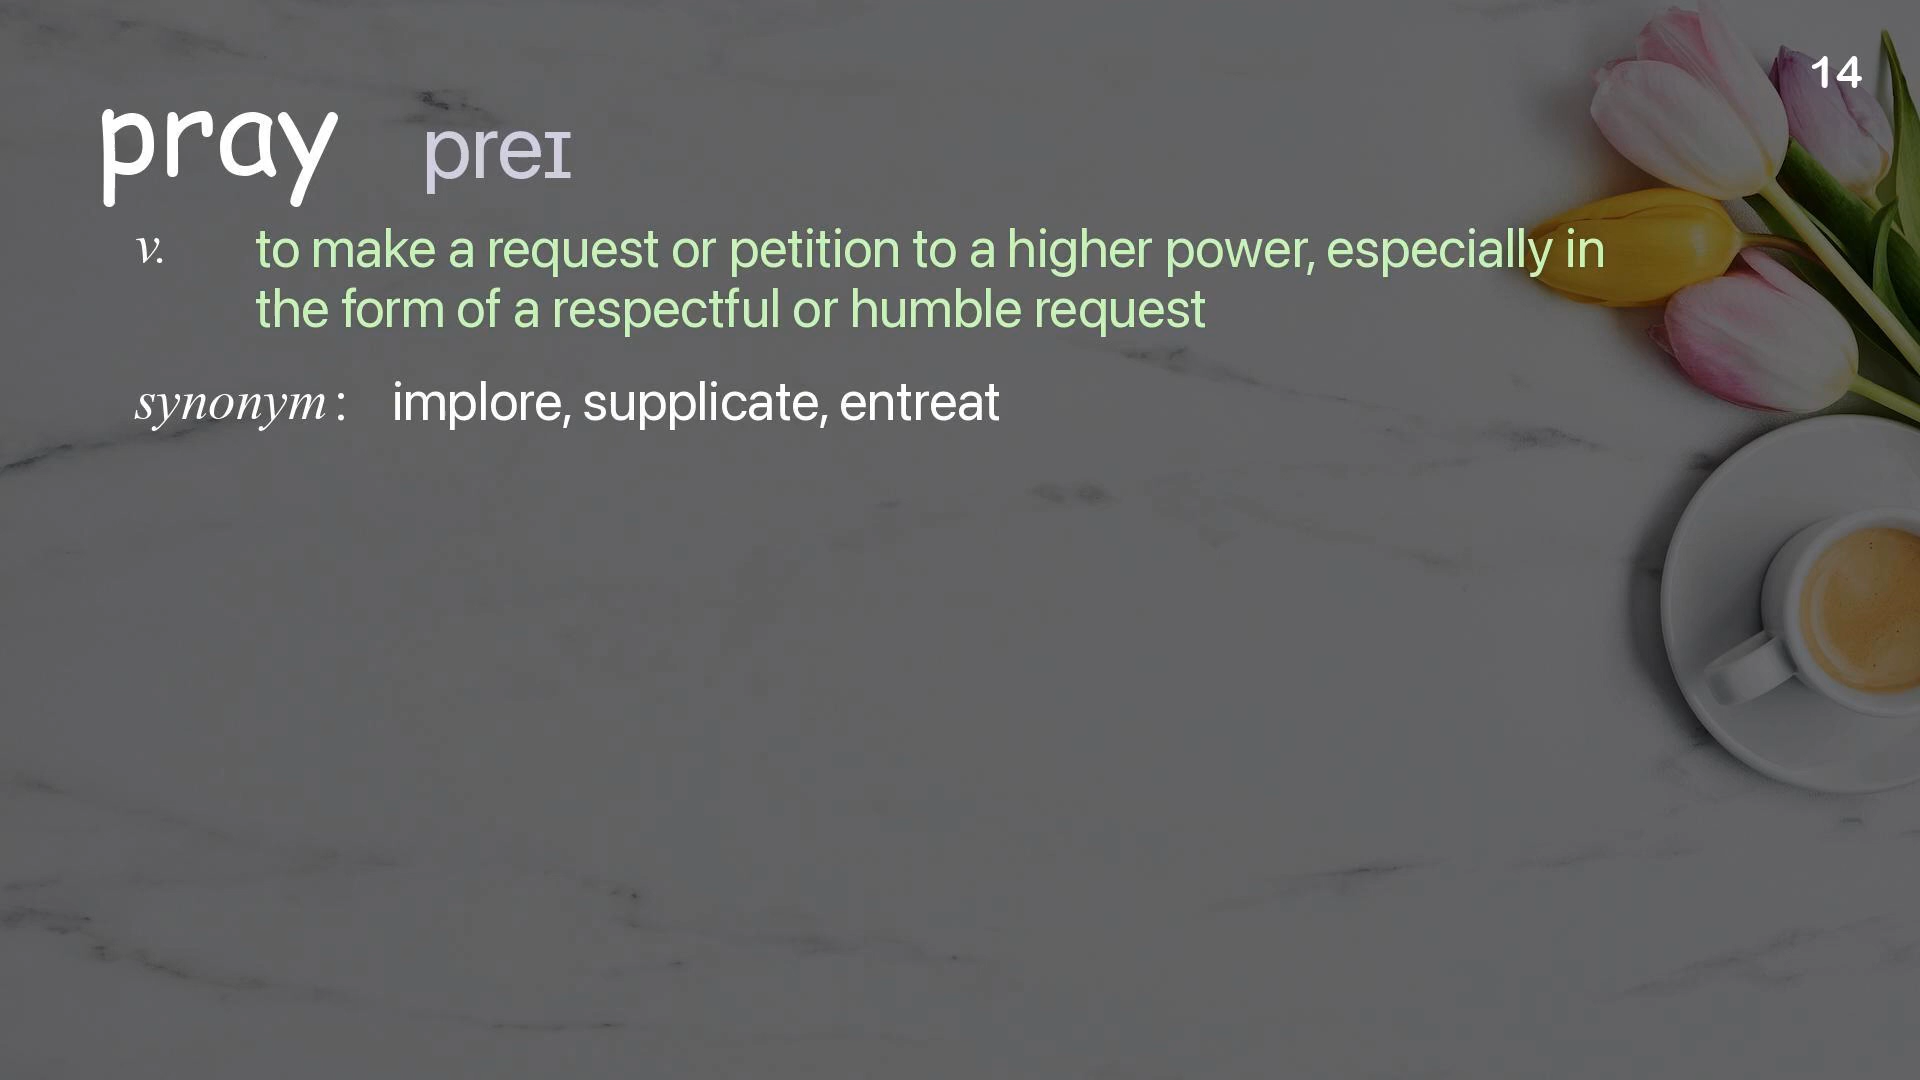 14
pray preɪ
v. to make a request or petition to a higher power, especially in
the form of a respectful or humble request
synonym : implore, supplicate, entreat